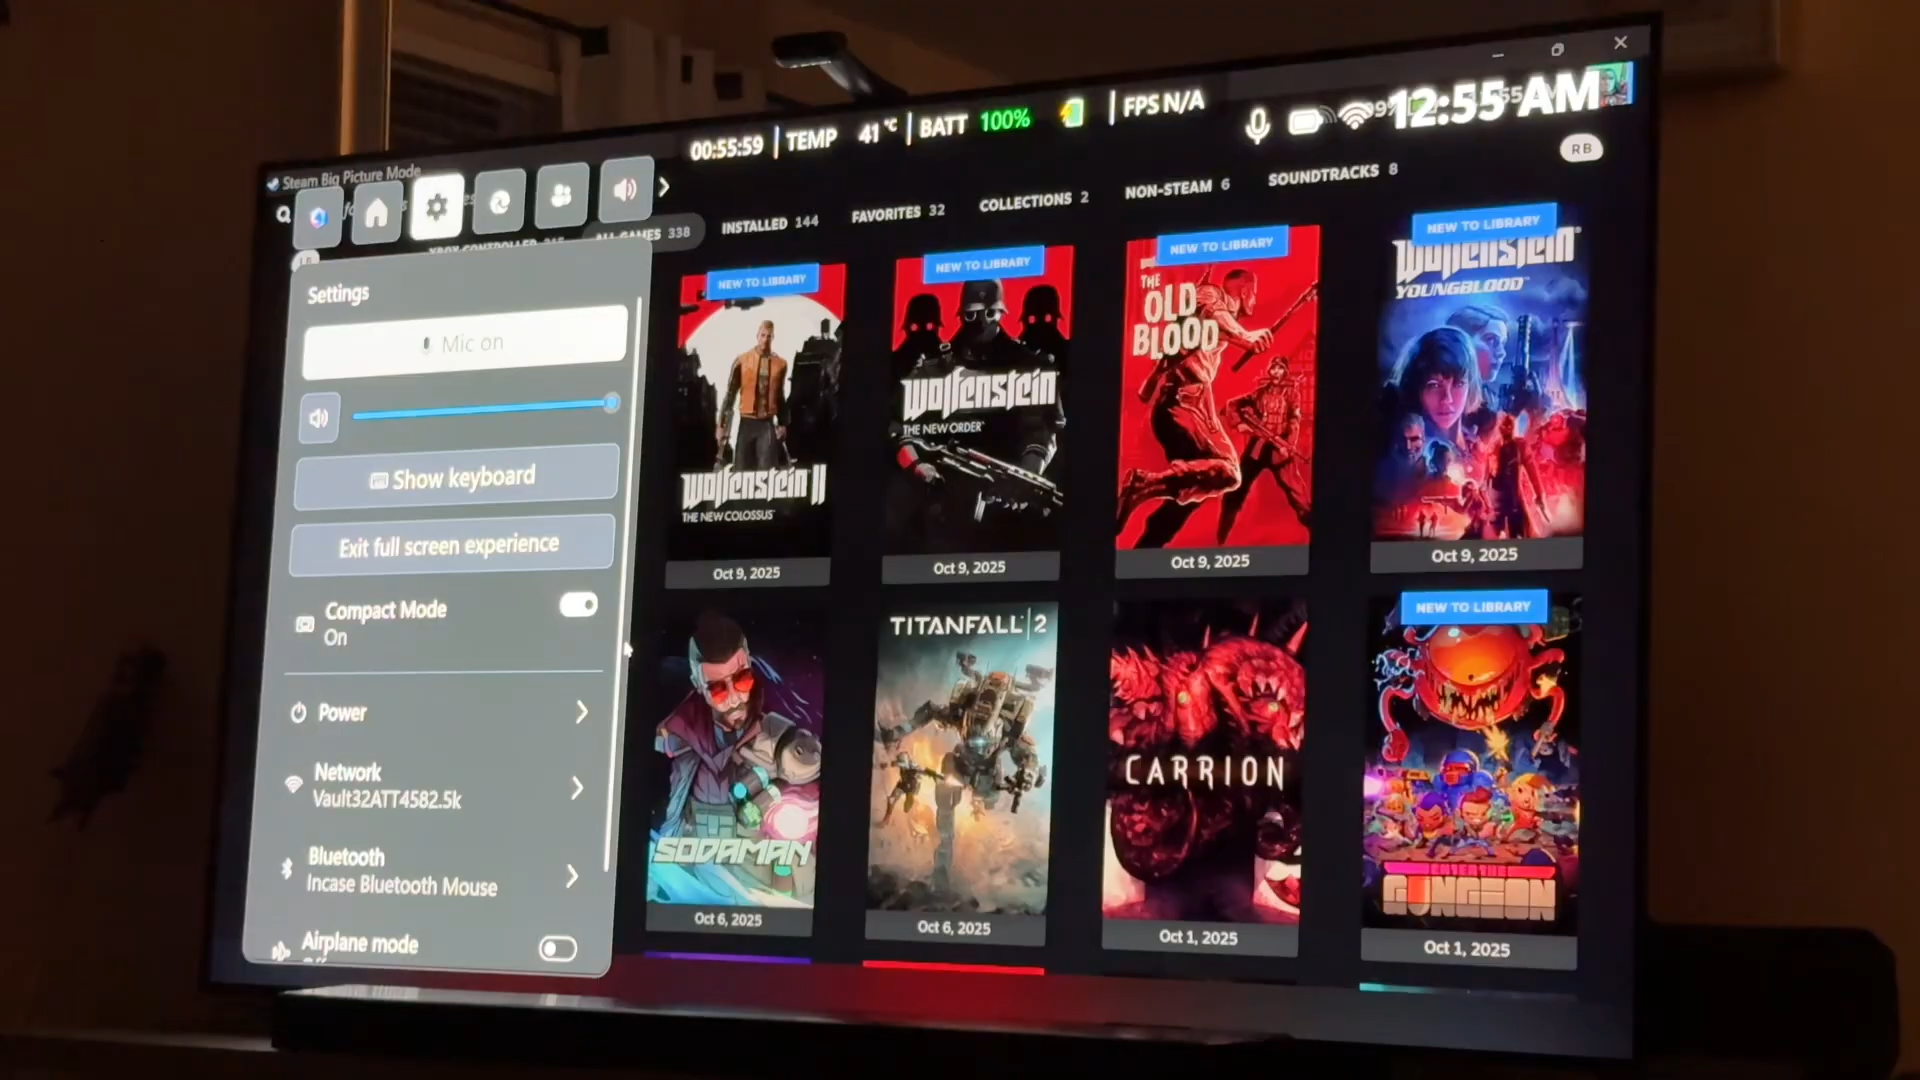 Steam Big Picture Mode
00:55:59 | TEMP 41 °C | BATT 100% | FPS N/A
12:55 AM
RB
ALL GAMES 338
INSTALLED 144
FAVORITES 32
COLLECTIONS 2
NON-STEAM 6
SOUNDTRACKS 8
Settings
Mic on
Show keyboard
Exit full screen experience
Compact Mode
On
Power
Network
Vault32ATT4582.5k
Bluetooth
Incase Bluetooth Mouse
Airplane mode
NEW TO LIBRARY
Wolfenstein II
THE NEW COLOSSUS
Oct 9, 2025
NEW TO LIBRARY
Wolfenstein
THE NEW ORDER
Oct 9, 2025
NEW TO LIBRARY
THE
OLD
BLOOD
Oct 9, 2025
NEW TO LIBRARY
Wolfenstein
YOUNGBLOOD
Oct 9, 2025
SODAMAN
Oct 6, 2025
TITANFALL | 2
Oct 6, 2025
CARRION
Oct 1, 2025
NEW TO LIBRARY
ENTER THE
GUNGEON
Oct 1, 2025